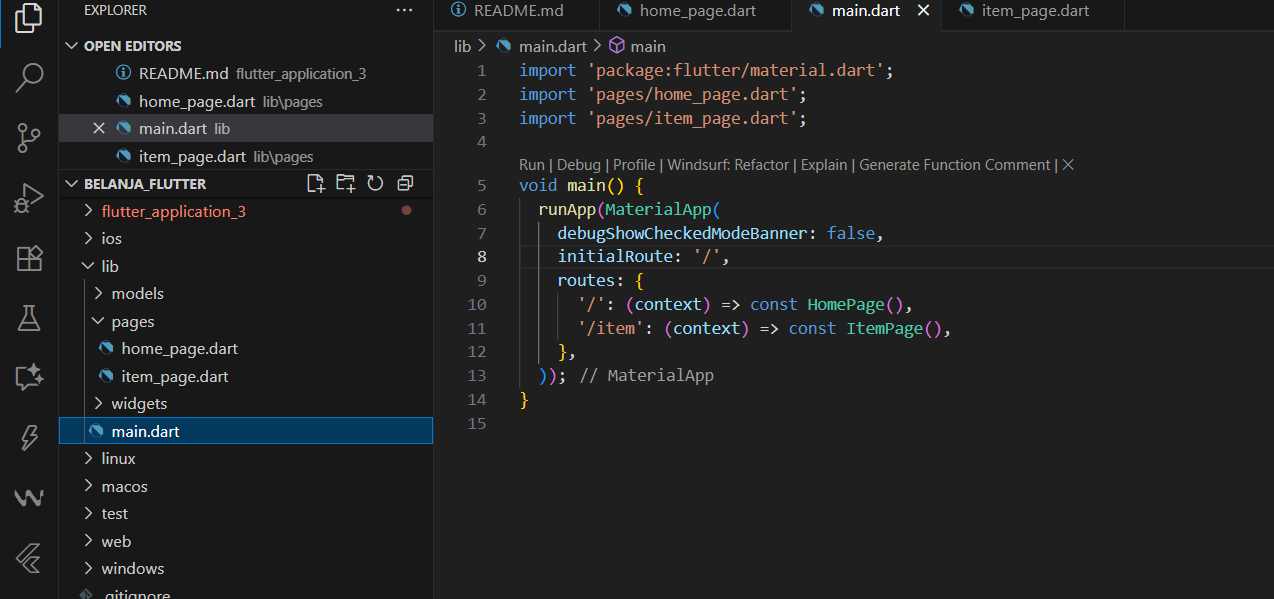 EXPLORER
OPEN EDITORS
README.md flutter_application_3
home_page.dart lib\pages
main.dart lib
item_page.dart lib\pages
BELANJA_FLUTTER
flutter_application_3
ios
lib
models
pages
home_page.dart
item_page.dart
widgets
main.dart
linux
macos
test
web
windows
.gitignore
README.md home_page.dart main.dart item_page.dart
lib > main.dart > main
1 import 'package:flutter/material.dart';
2 import 'pages/home_page.dart';
3 import 'pages/item_page.dart';
4
Run | Debug | Profile | Windsurf: Refactor | Explain | Generate Function Comment | ×
5 void main() {
6 runApp(MaterialApp(
7 debugShowCheckedModeBanner: false,
8 initialRoute: '/',
9 routes: {
10 '/': (context) => const HomePage(),
11 '/item': (context) => const ItemPage(),
12 },
13 )); // MaterialApp
14 }
15